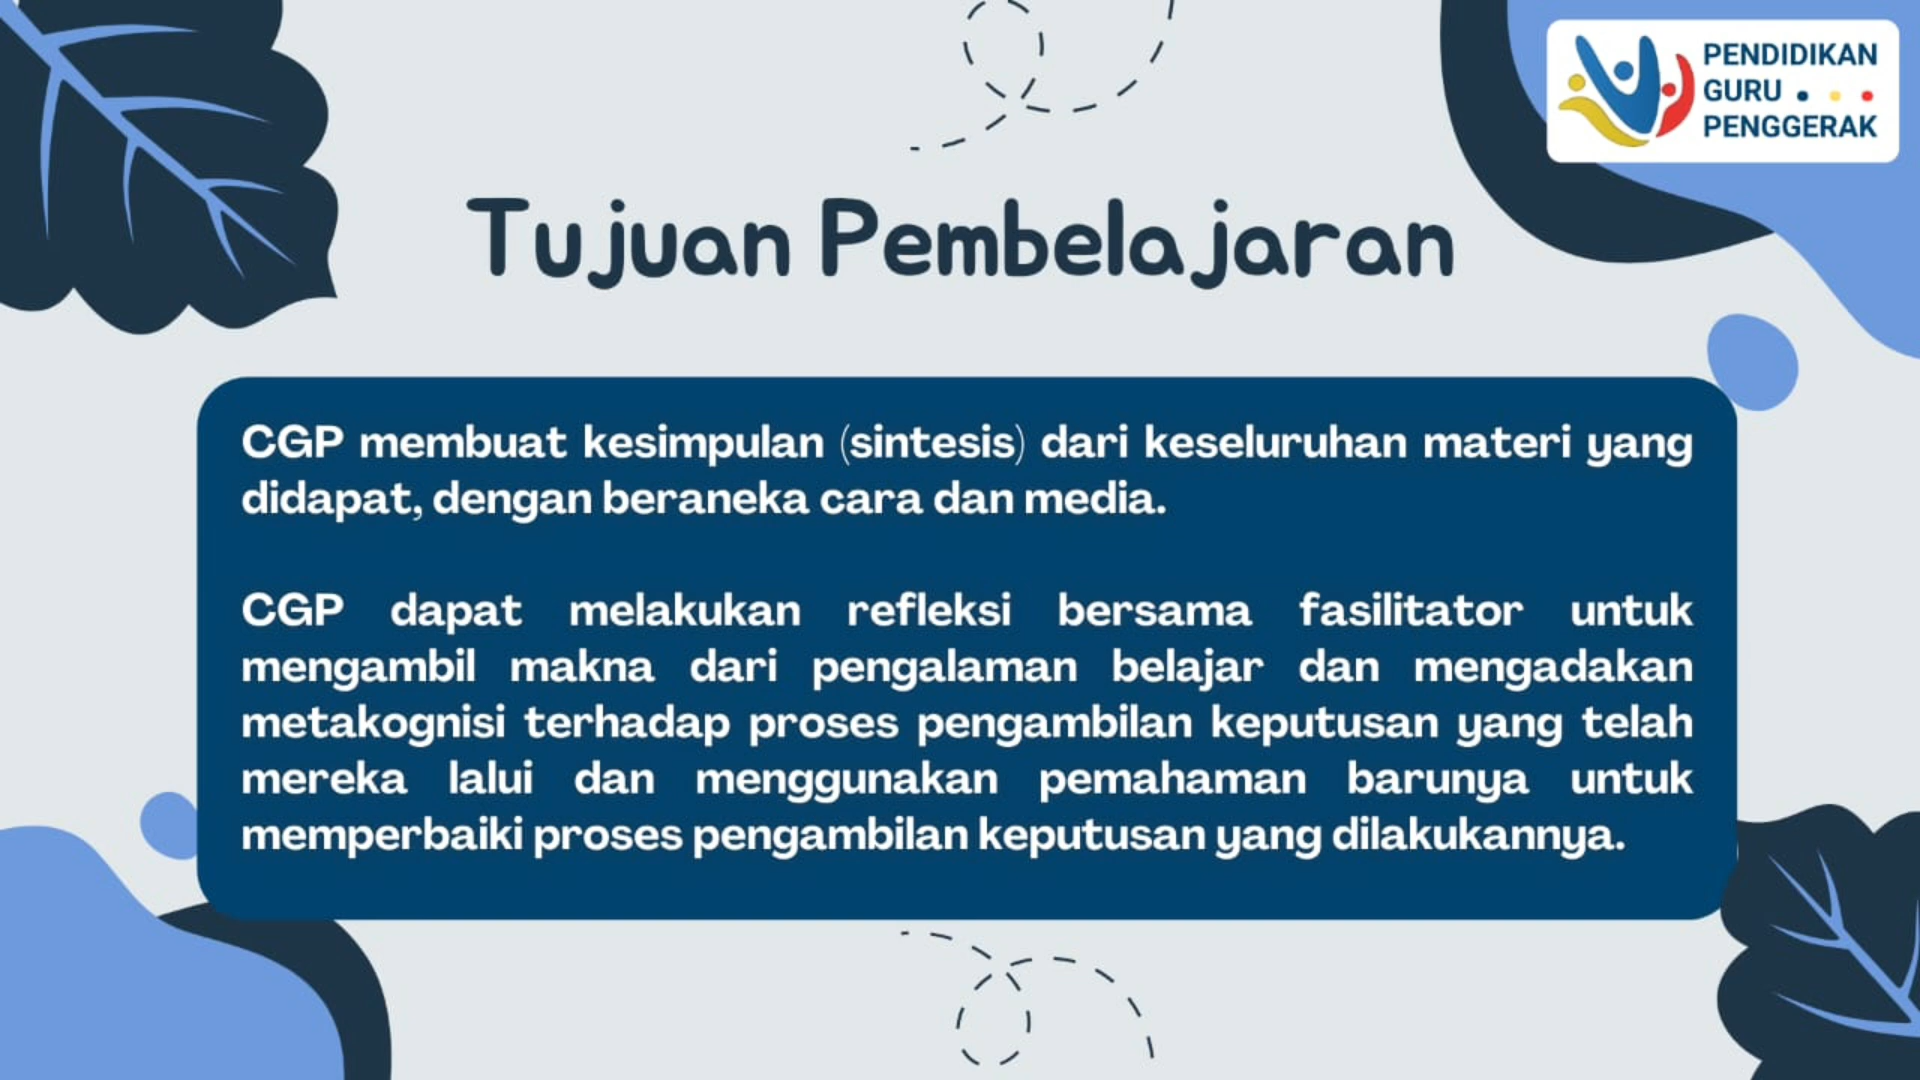 PENDIDIKAN
GURU
PENGGERAK
Tujuan Pembelajaran
CGP membuat kesimpulan (sintesis) dari keseluruhan materi yang
didapat, dengan beraneka cara dan media.
CGP dapat melakukan refleksi bersama fasilitator untuk
mengambil makna dari pengalaman belajar dan mengadakan
metakognisi terhadap proses pengambilan keputusan yang telah
mereka lalui dan menggunakan pemahaman barunya untuk
memperbaiki proses pengambilan keputusan yang dilakukannya.